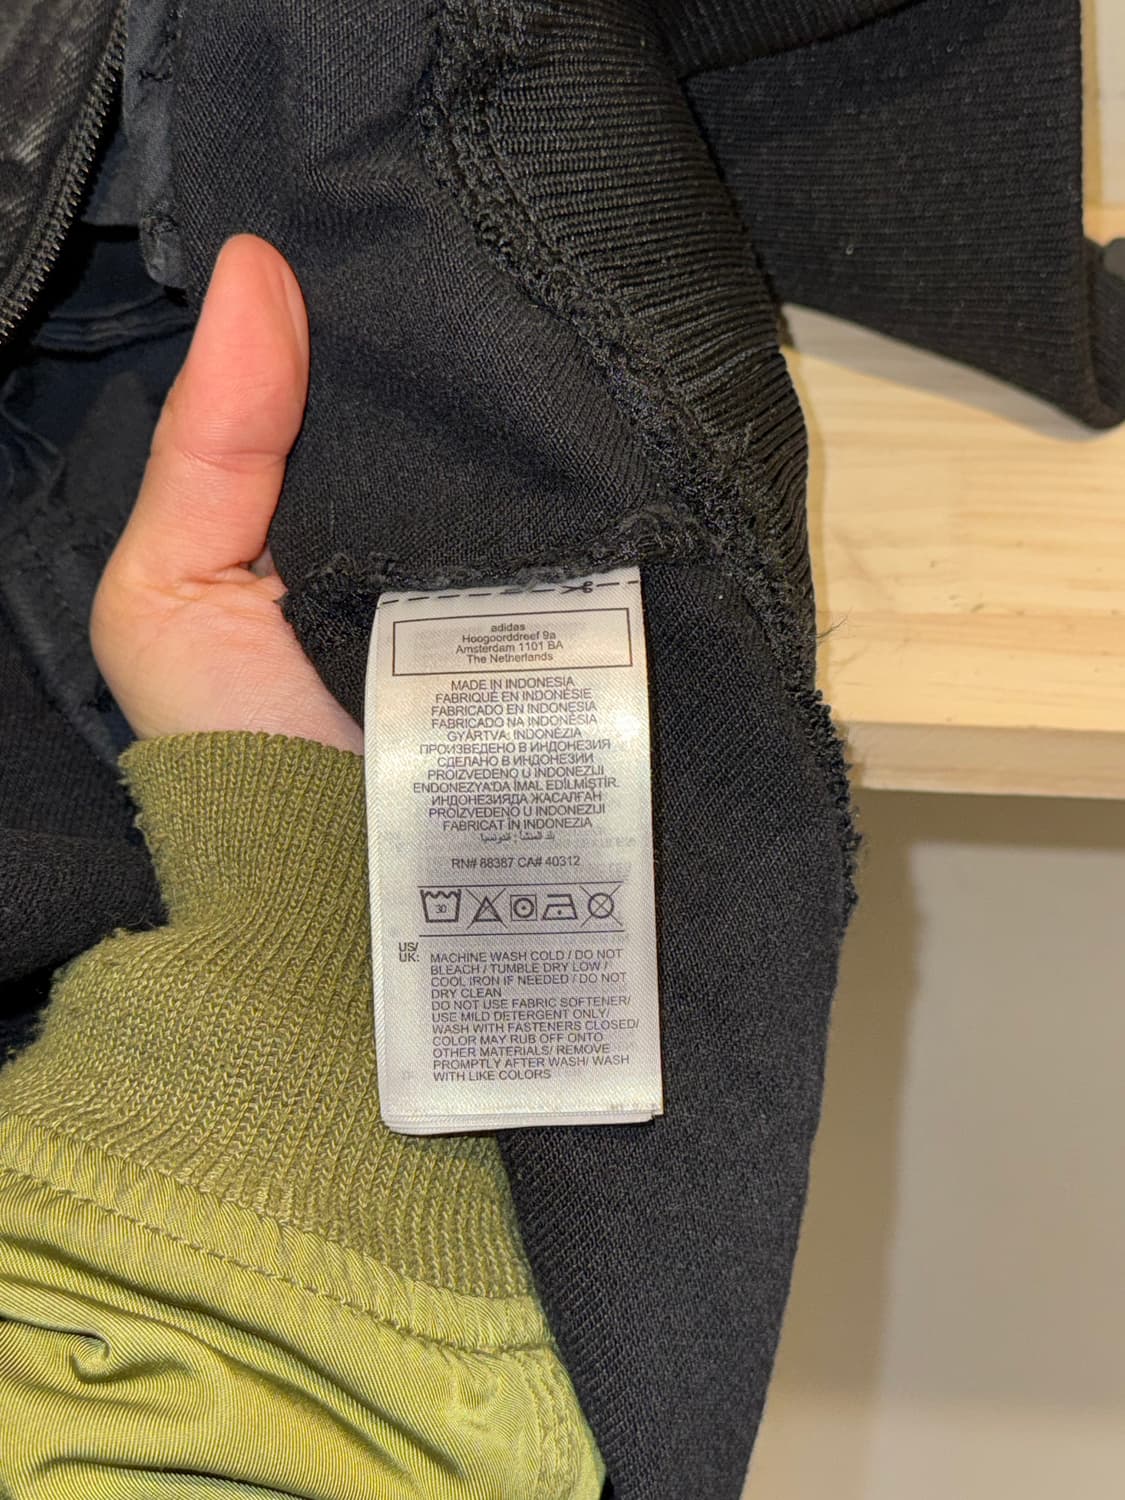 adidas
Hoogoorddreef 9a
Amsterdam 1101 BA
The Netherlands
MADE IN INDONESIA
FABRIQUÉ EN INDONÉSIE
FABRICADO EN INDONESIA
FABRICADO NA INDONÉSIA
GYÁRTVA: INDONÉZIA
ПРОИЗВЕДЕНО В ИНДОНЕЗИЯ
СДЕЛАНО В ИНДОНЕЗИИ
PROIZVEDENO U INDONEZIJI
ENDONEZYA'DA İMAL EDİLMİŞTİR.
ИНДОНЕЗИЯДА ЖАСАЛҒАН
PROIZVEDENO U INDONEZIJI
FABRICAT ÎN INDONEZIA
بلد المنشأ : اندونيسيا
RN# 88387 CA# 40312
30
US/
UK:
MACHINE WASH COLD / DO NOT
BLEACH / TUMBLE DRY LOW /
COOL IRON IF NEEDED / DO NOT
DRY CLEAN
DO NOT USE FABRIC SOFTENER/
USE MILD DETERGENT ONLY/
WASH WITH FASTENERS CLOSED/
COLOR MAY RUB OFF ONTO
OTHER MATERIALS/ REMOVE
PROMPTLY AFTER WASH/ WASH
WITH LIKE COLORS